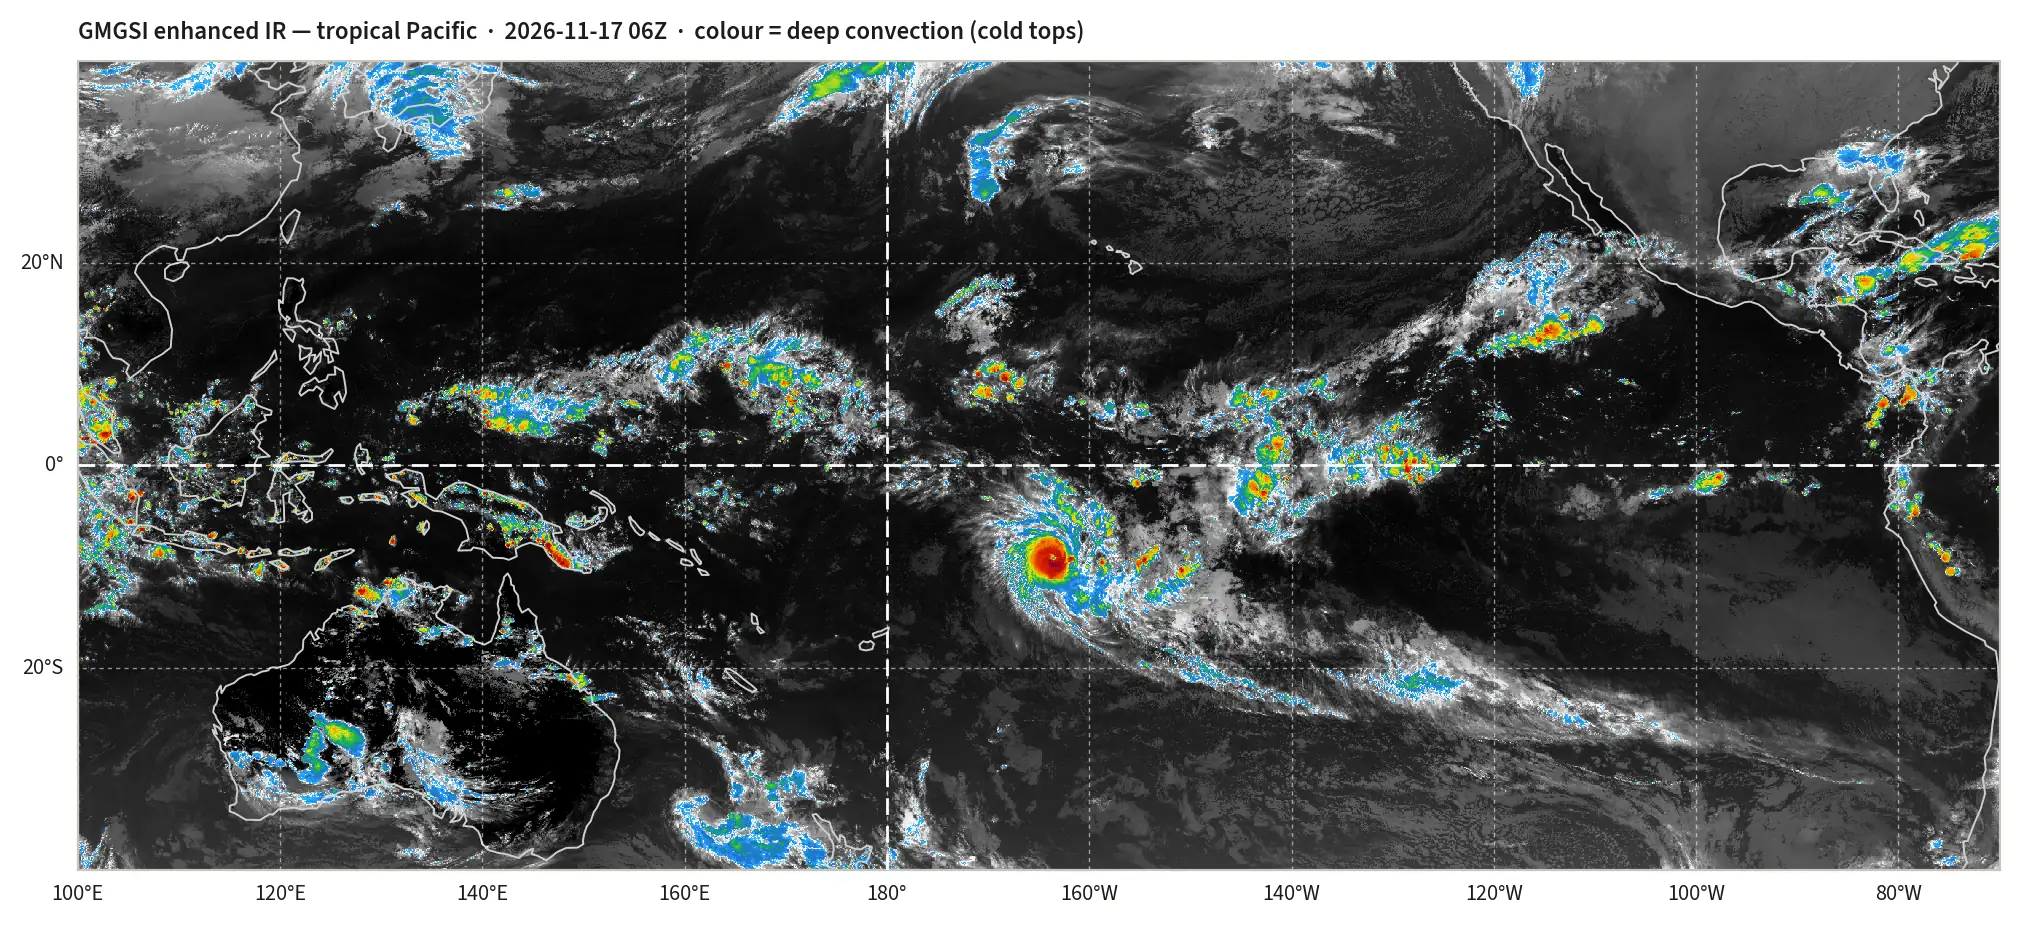 GMGSI enhanced IR — tropical Pacific · 2026-11-17 06Z · colour = deep convection (cold tops)
20°N
0°
20°S
100°E 120°E 140°E 160°E 180° 160°W 140°W 120°W 100°W 80°W